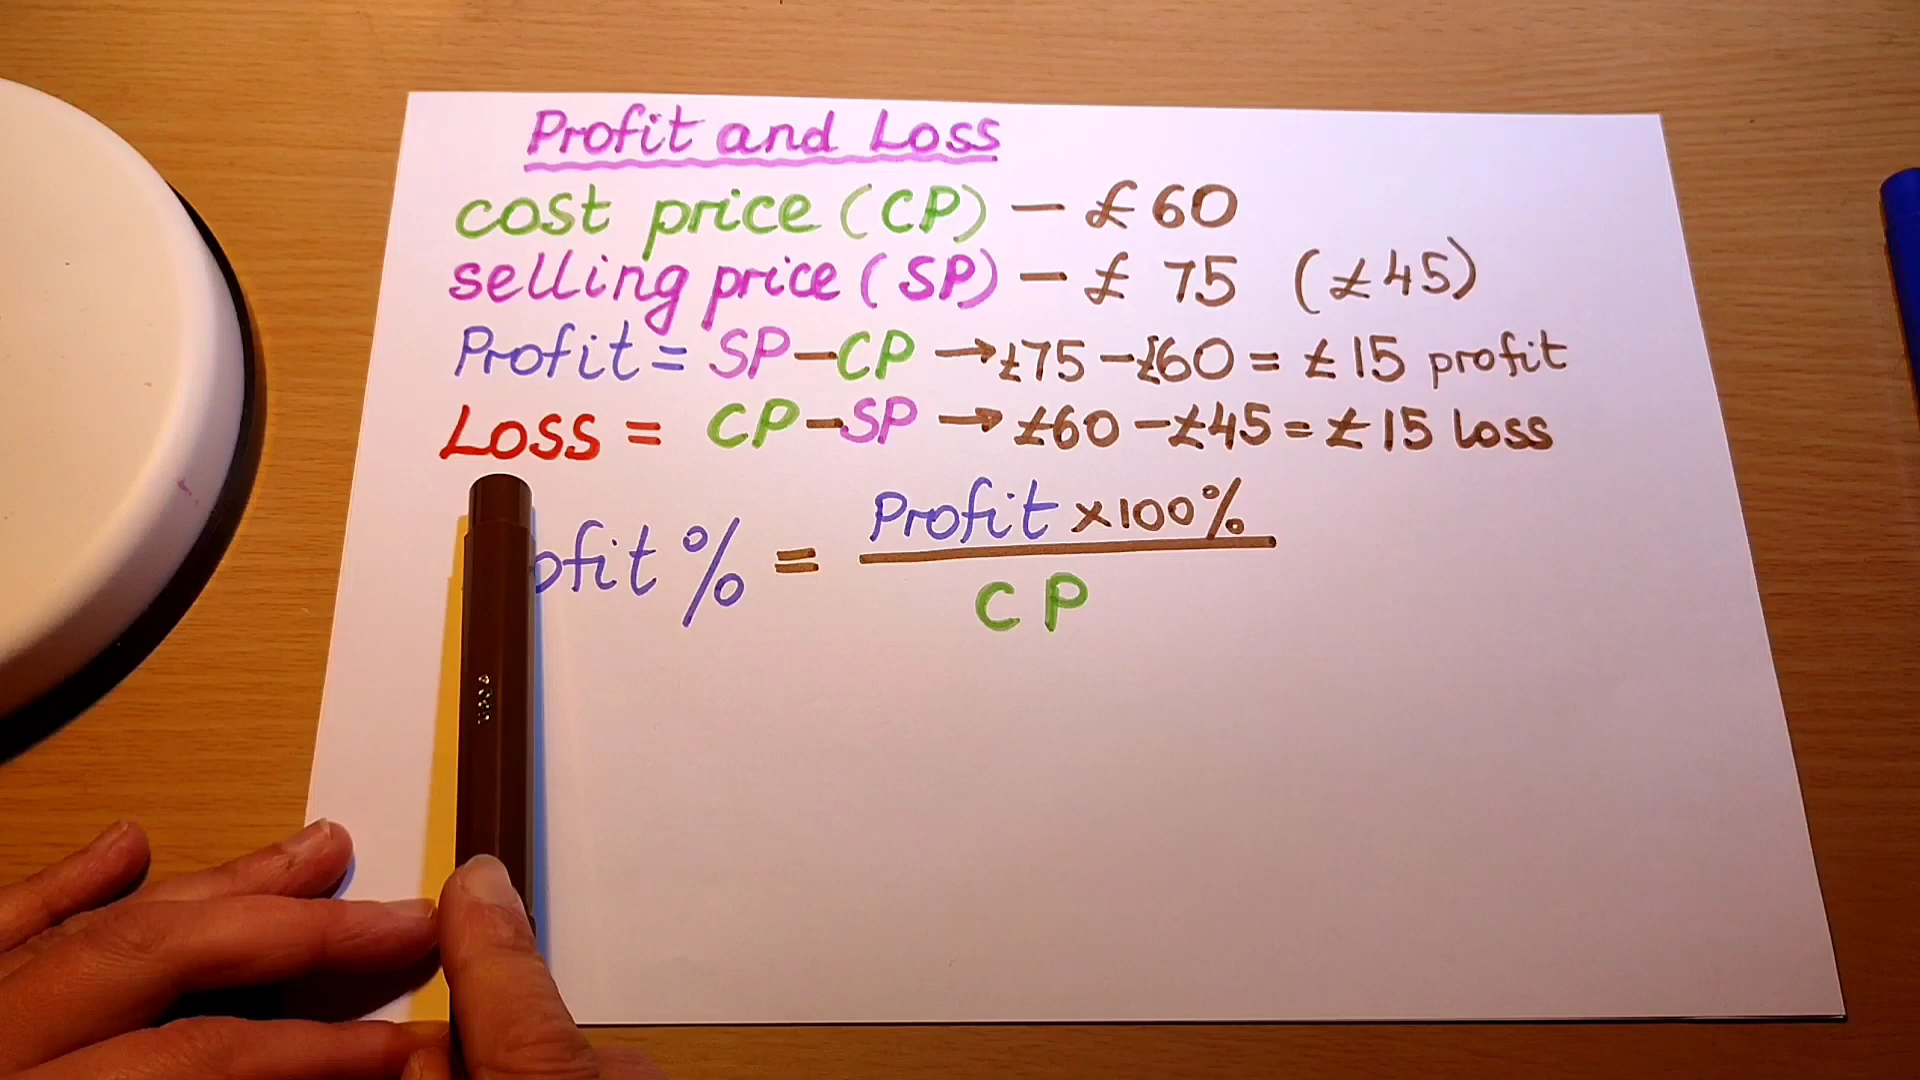 Profit and Loss
cost price (CP) – £60
selling price (SP) – £ 75 (£45)
Profit = SP–CP → £75 – £60 = £15 profit
Loss = CP–SP → £60 – £45 = £15 loss
ofit % = Profit ×100%
CP